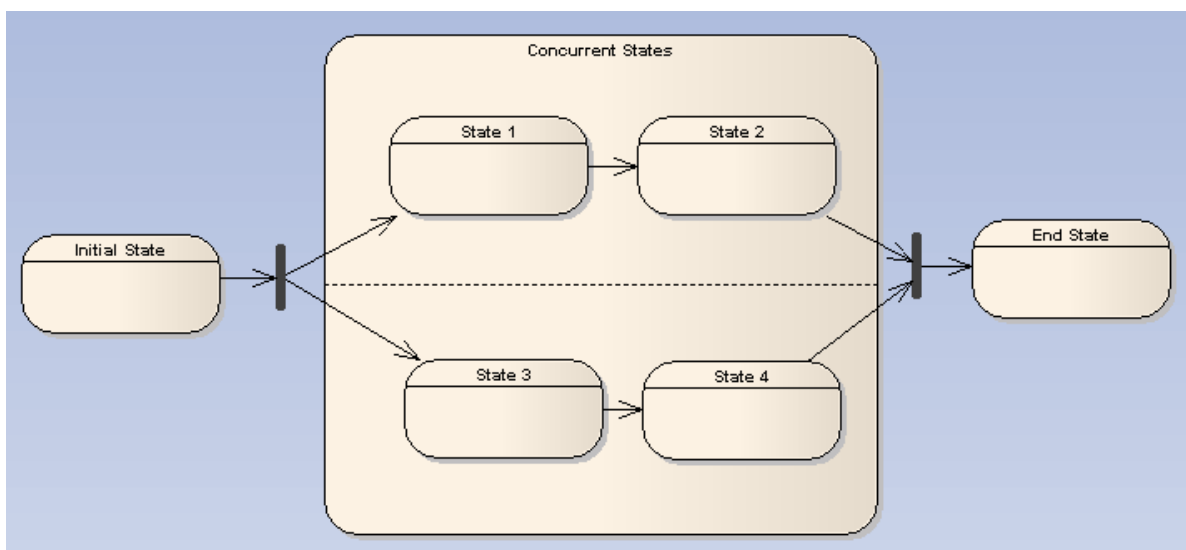 Concurrent States
State 1
State 2
Initial State
End State
State 3
State 4